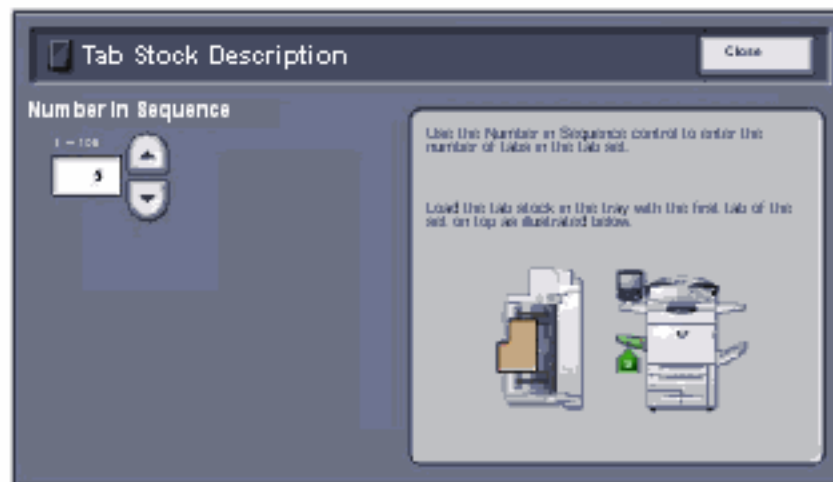 Tab Stock Description
Close
Number in Sequence
1 - 100
5
Use the Number in Sequence control to enter the
number of tabs in the tab set.
Load the tab stock in the tray with the first tab of the
set on top as illustrated below.